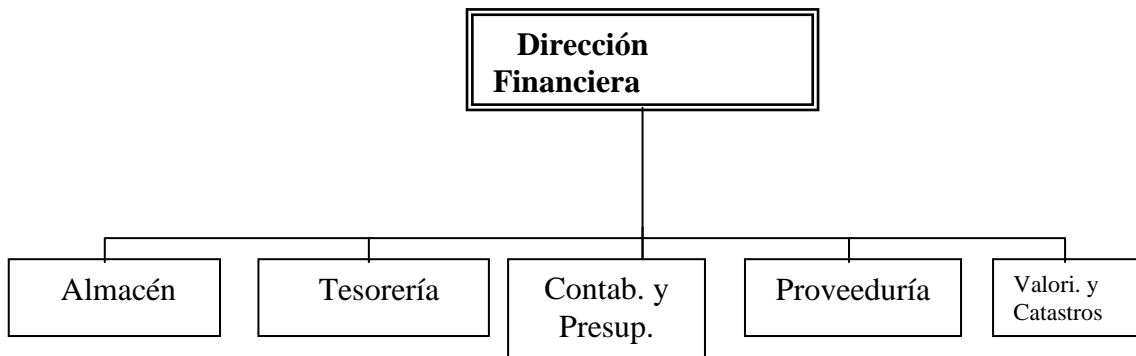 Dirección
Financiera
Almacén
Tesorería
Contab. y
Presup.
Proveeduría
Valori. y
Catastros